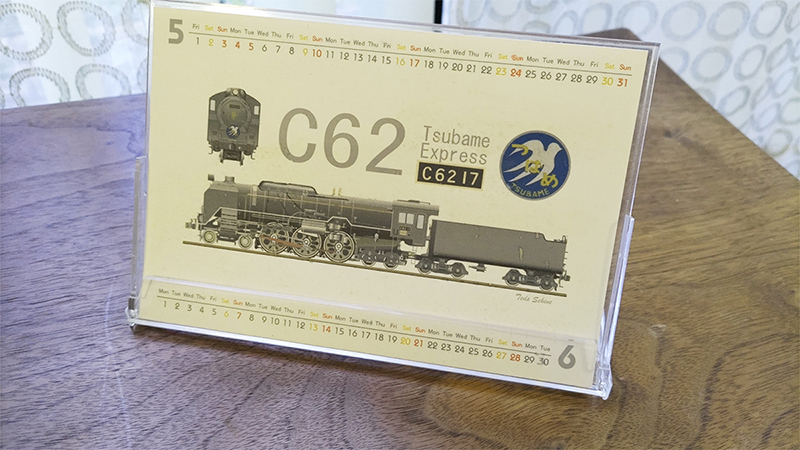 5
Fri Sat Sun Mon Tue Wed Thu Fri Sat Sun Mon Tue Wed Thu Fri Sat Sun Mon Tue Wed Thu Fri Sat Sun Mon Tue Wed Thu Fri Sat Sun
1 2 3 4 5 6 7 8 9 10 11 12 13 14 15 16 17 18 19 20 21 22 23 24 25 26 27 28 29 30 31
C62
Tsubame
Express
C6217
つばめ
TSUBAME
Teds Sekine
Mon Tue Wed Thu Fri Sat Sun Mon Tue Wed Thu Fri Sat Sun Mon Tue Wed Thu Fri Sat Sun Mon Tue Wed Thu Fri Sat Sun Mon Tue
1 2 3 4 5 6 7 8 9 10 11 12 13 14 15 16 17 18 19 20 21 22 23 24 25 26 27 28 29 30
6